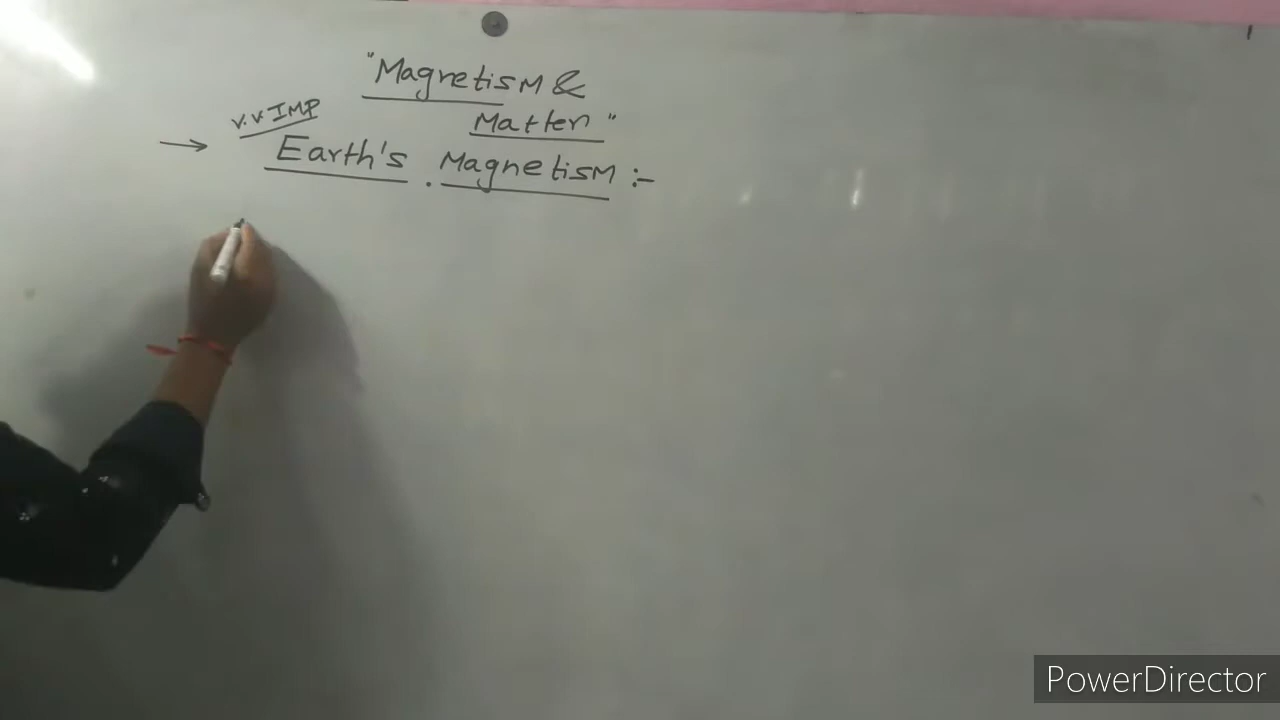 "Magnetism &
Matter"
v.v IMP
→ Earth's Magnetism :-
PowerDirector